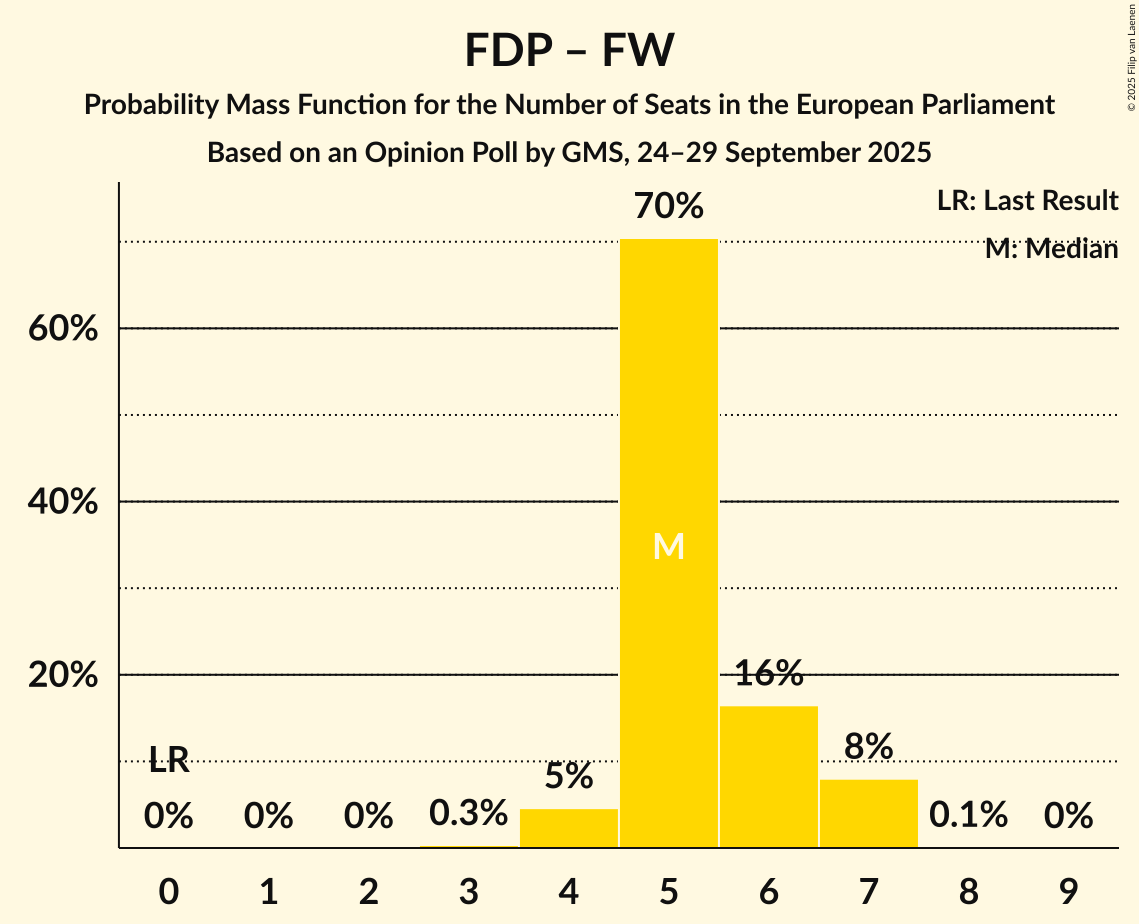 FDP – FW
Probability Mass Function for the Number of Seats in the European Parliament
Based on an Opinion Poll by GMS, 24–29 September 2025
© 2025 Filip van Laenen
LR: Last Result
M: Median
70%
60%
40%
M
20%
16%
LR
8%
5%
0% 0% 0% 0.3% 0.1% 0%
0 1 2 3 4 5 6 7 8 9